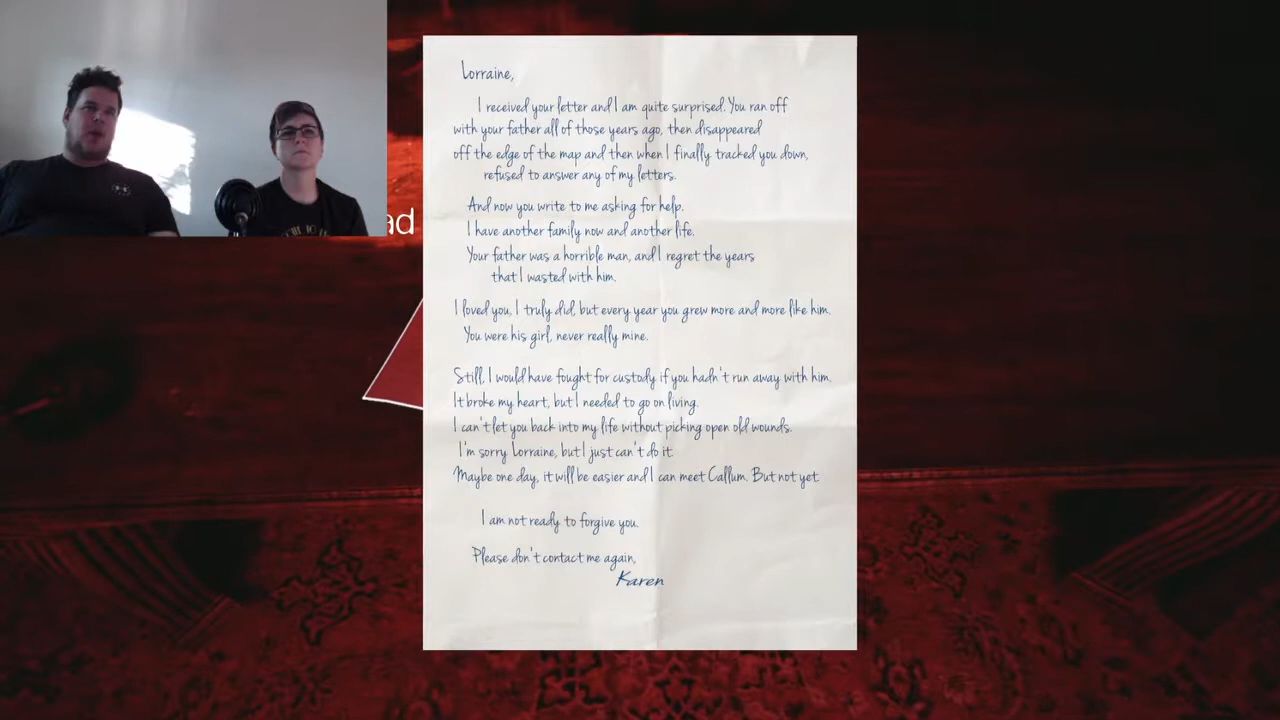 Lorraine,
I received your letter and I am quite surprised. You ran off
with your father all of those years ago, then disappeared
off the edge of the map and then when I finally tracked you down,
refused to answer any of my letters.
And now you write to me asking for help.
I have another family now and another life.
Your father was a horrible man, and I regret the years
that I wasted with him.
I loved you, I truly did, but every year you grew more and more like him.
You were his girl, never really mine.
Still, I would have fought for custody if you hadn't run away with him.
It broke my heart, but I needed to go on living.
I can't let you back into my life without picking open old wounds.
I'm sorry Lorraine, but I just can't do it.
Maybe one day, it will be easier and I can meet Callum. But not yet.
I am not ready to forgive you.
Please don't contact me again,
Karen
ad